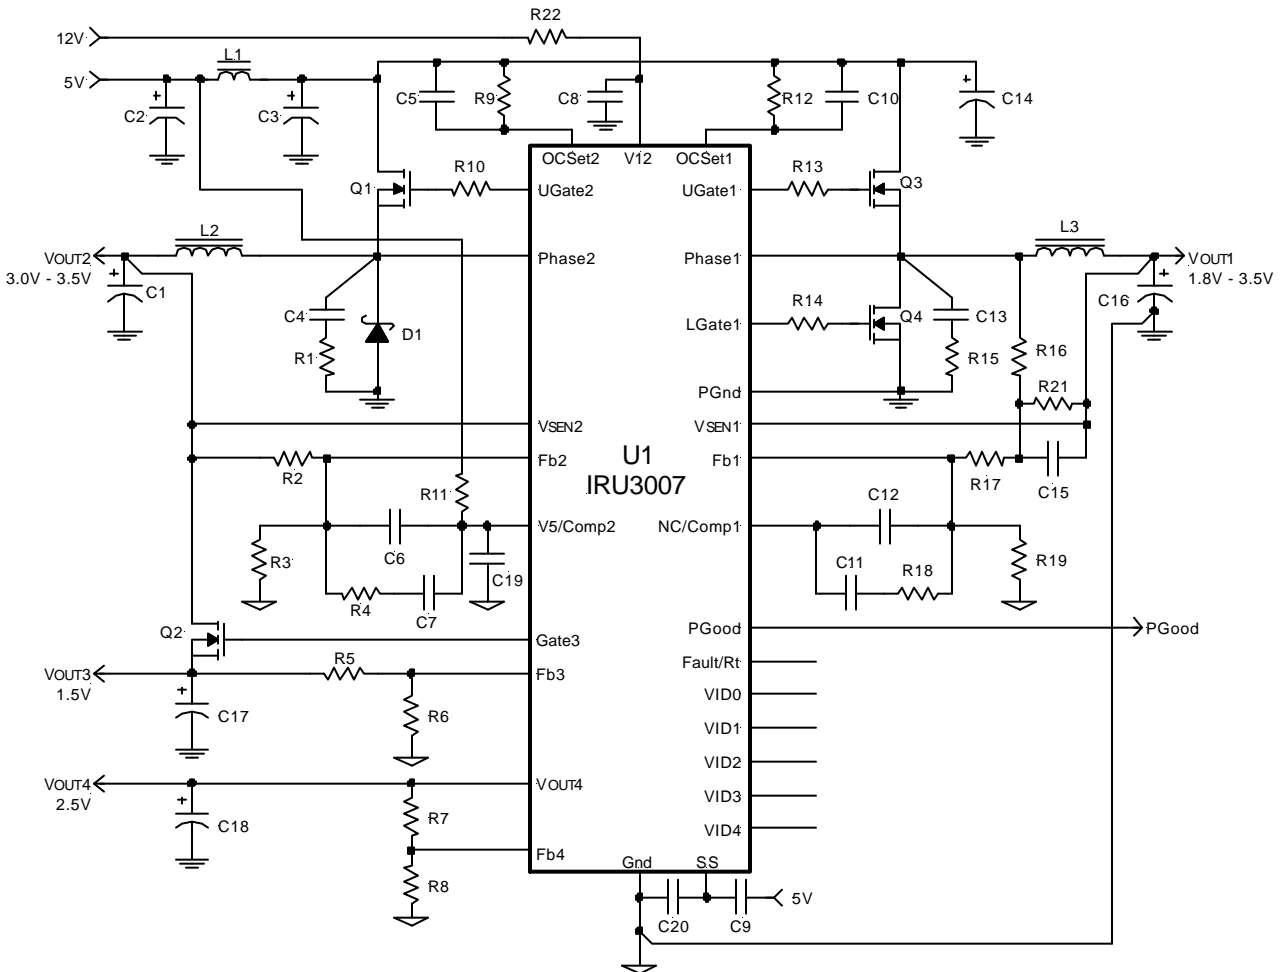 R22
12V
L1
5V
C2
C3
C5
R9
C8
R12
C10
C14
OCSet2
V12
OCSet1
Q1
R10
UGate2
UGate1
R13
Q3
L2
L3
VOUT2
3.0V - 3.5V
C1
Phase2
Phase1
VOUT1
1.8V - 3.5V
C16
C4
R1
D1
LGate1
R14
Q4
C13
R15
R16
R21
PGnd
VSEN2
VSEN1
R2
Fb2
U1
IRU3007
Fb1
R17
C15
R11
R3
C6
V5/Comp2
NC/Comp1
C12
R4
C7
C19
C11
R18
R19
Q2
Gate3
PGood
PGood
VOUT3
1.5V
R5
Fb3
Fault/Rt
C17
R6
VID0
VID1
VID2
VOUT4
2.5V
VOUT4
VID3
C18
R7
VID4
Fb4
Gnd
SS
R8
C20
C9
5V